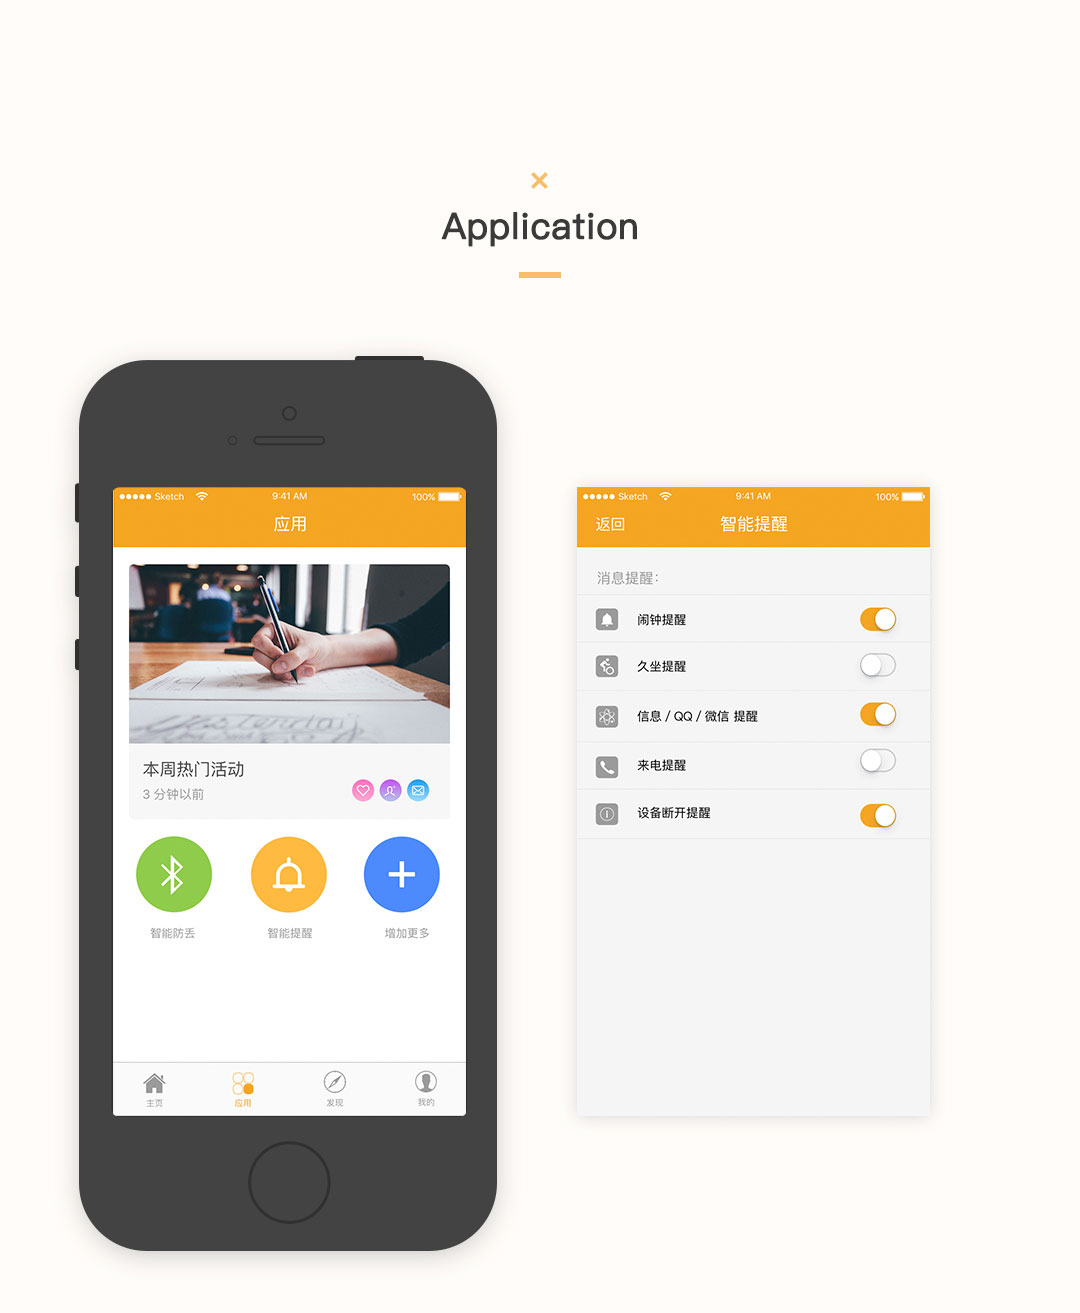 Application
Sketch 9:41 AM 100%
应用
本周热门活动
3 分钟以前
智能防丢 智能提醒 增加更多
主页 应用 发现 我的
Sketch 9:41 AM 100%
返回 智能提醒
消息提醒:
闹钟提醒
久坐提醒
信息 / QQ / 微信 提醒
来电提醒
设备断开提醒